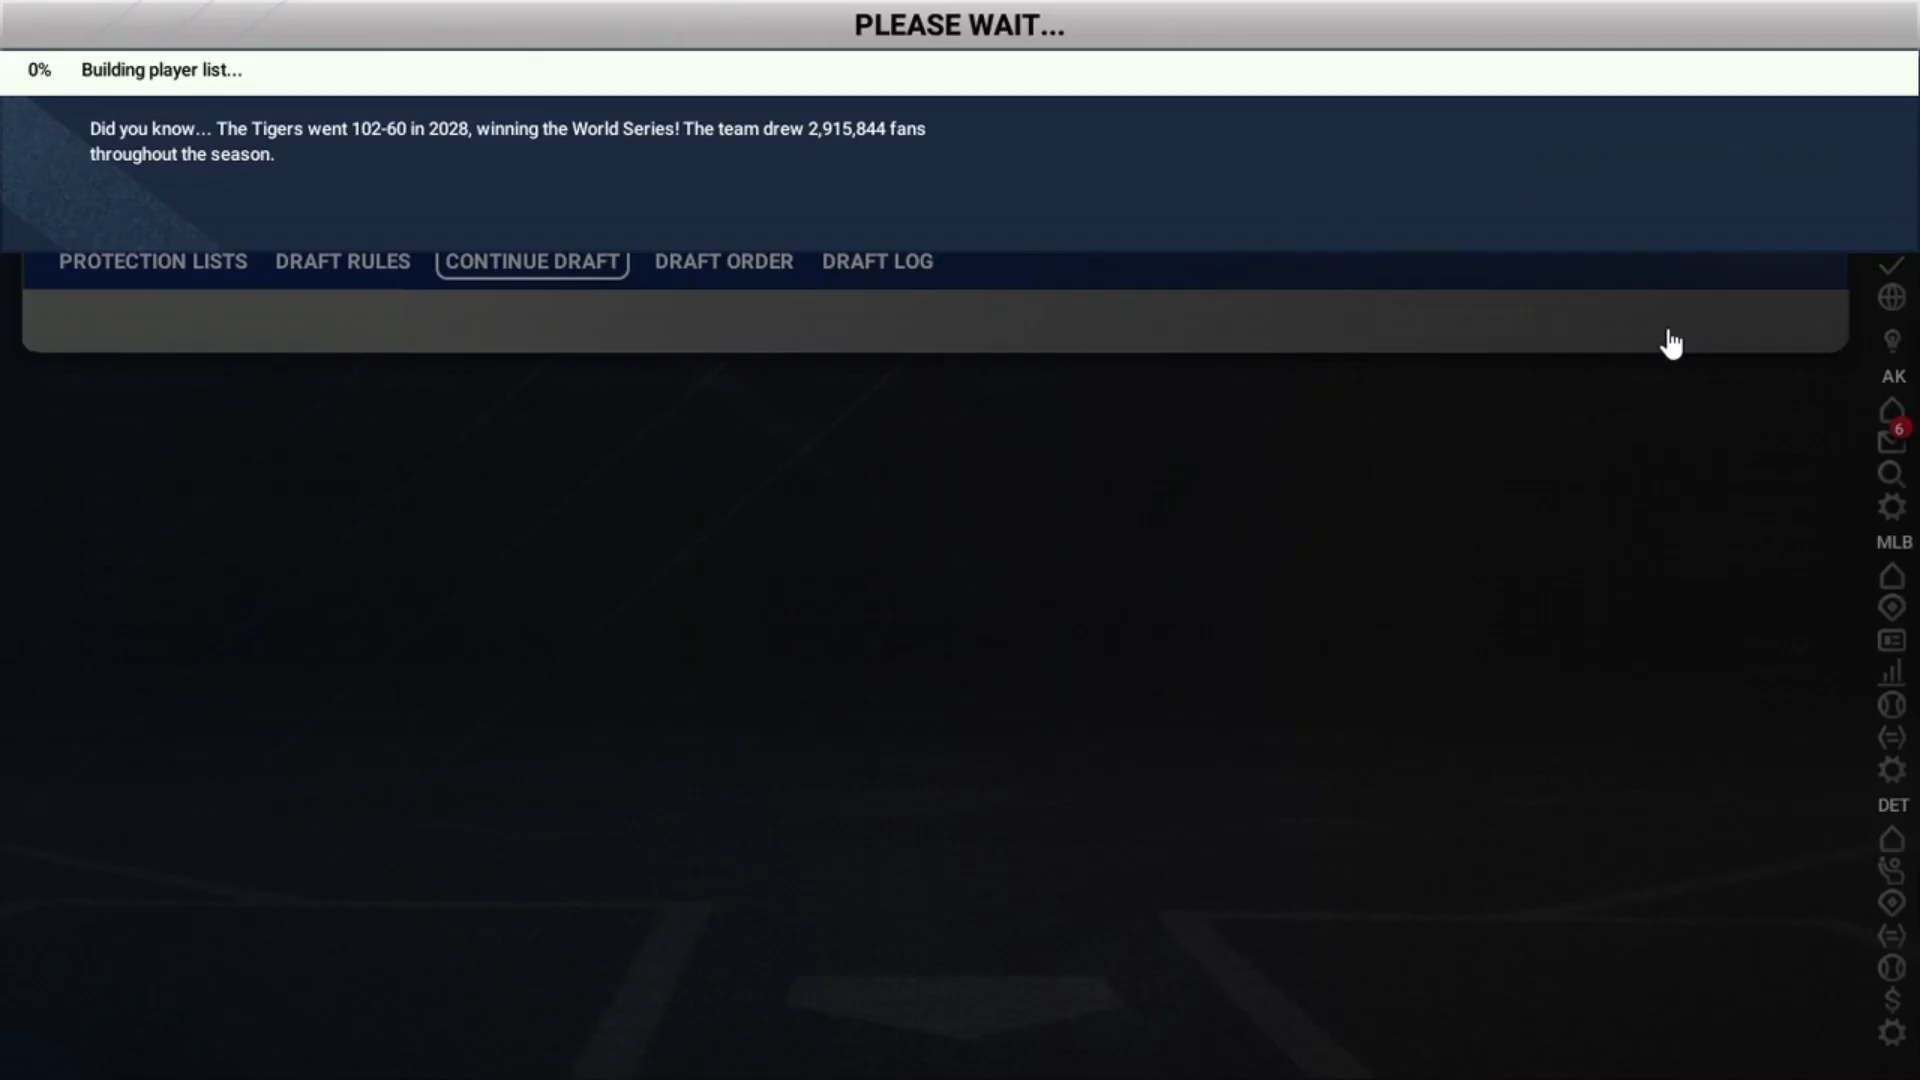 PLEASE WAIT...
0% Building player list...
Did you know... The Tigers went 102-60 in 2028, winning the World Series! The team drew 2,915,844 fans
throughout the season.
PROTECTION LISTS DRAFT RULES CONTINUE DRAFT DRAFT ORDER DRAFT LOG
AK
6
MLB
DET